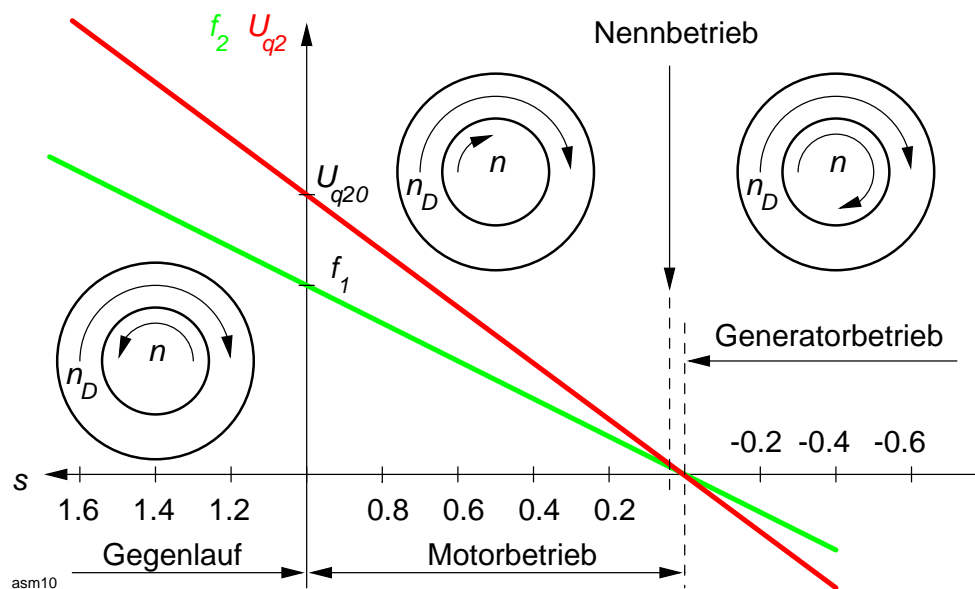 f2 Uq2
Nennbetrieb
Uq20
n
nD
n
nD
f1
n
nD
Generatorbetrieb
-0.2 -0.4 -0.6
s
1.6 1.4 1.2 0.8 0.6 0.4 0.2
Gegenlauf Motorbetrieb
asm10